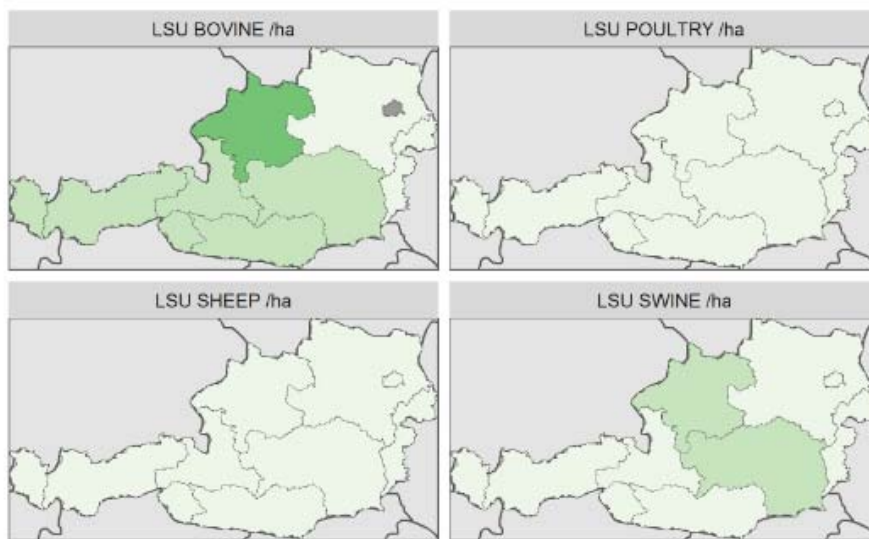 LSU BOVINE /ha
LSU POULTRY /ha
LSU SHEEP /ha
LSU SWINE /ha